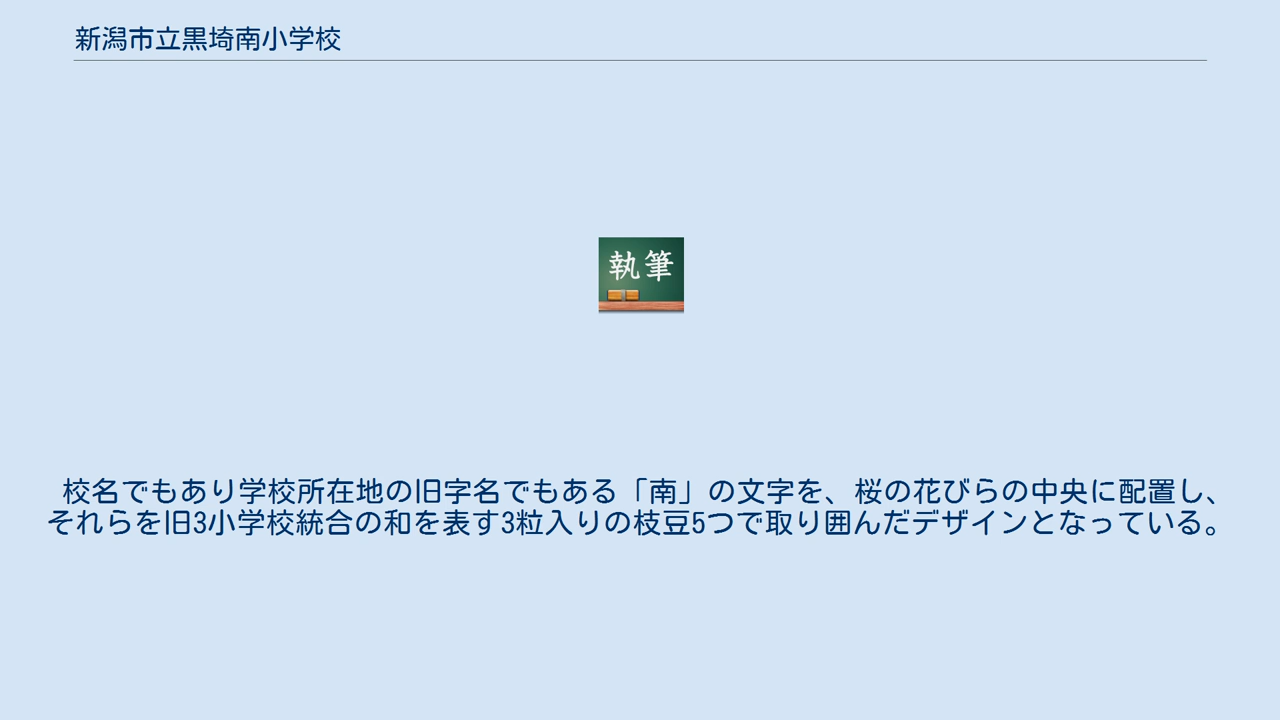 新潟市立黒埼南小学校
執筆
校名でもあり学校所在地の旧字名でもある「南」の文字を、桜の花びらの中央に配置し、
それらを旧3小学校統合の和を表す3粒入りの枝豆5つで取り囲んだデザインとなっている。